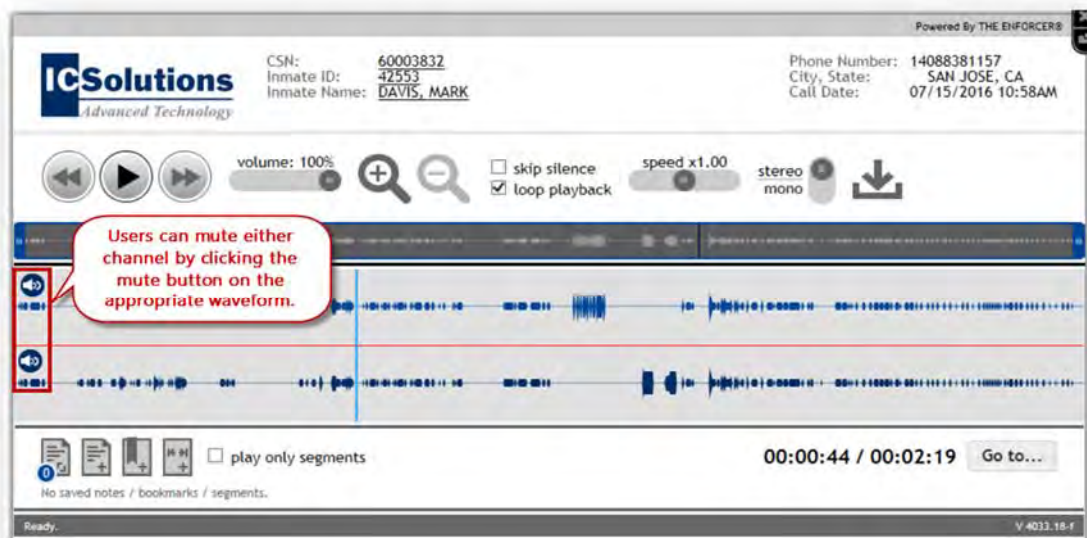 Powered By THE ENFORCER®
ICSolutions
Advanced Technology
CSN: 60003832
Inmate ID: 42553
Inmate Name: DAVIS, MARK
Phone Number: 14088381157
City, State: SAN JOSE, CA
Call Date: 07/15/2016 10:58AM
volume: 100%
skip silence
loop playback
speed x1.00
stereo
mono
Users can mute either
channel by clicking the
mute button on the
appropriate waveform.
0
play only segments
00:00:44 / 00:02:19
Go to...
No saved notes / bookmarks / segments.
Ready.
V 4033.18-f